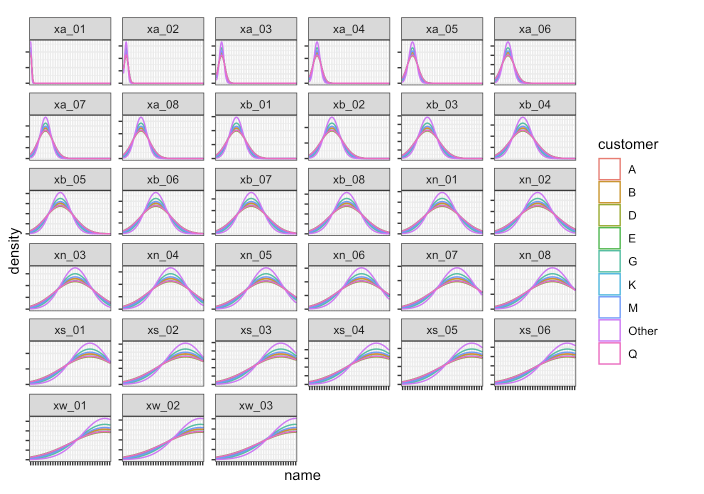 xa_01 xa_02 xa_03 xa_04 xa_05 xa_06
xa_07 xa_08 xb_01 xb_02 xb_03 xb_04
xb_05 xb_06 xb_07 xb_08 xn_01 xn_02
xn_03 xn_04 xn_05 xn_06 xn_07 xn_08
xs_01 xs_02 xs_03 xs_04 xs_05 xs_06
xw_01 xw_02 xw_03
density
name
customer
A
B
D
E
G
K
M
Other
Q